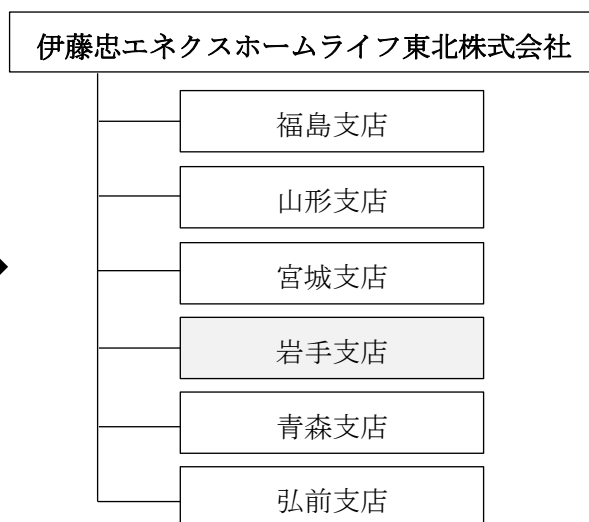 伊藤忠エネクスホームライフ東北株式会社
福島支店
山形支店
宮城支店
岩手支店
青森支店
弘前支店